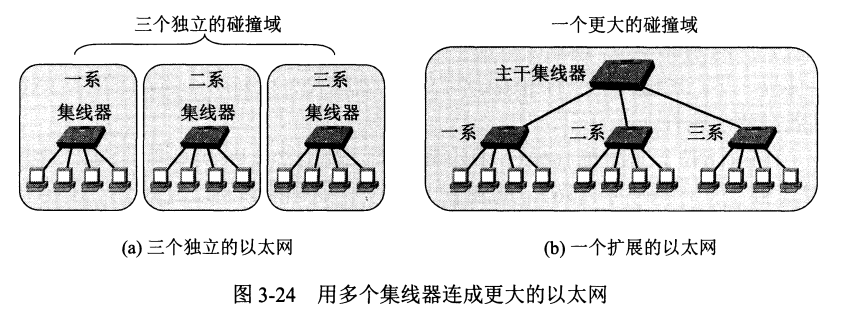 三个独立的碰撞域
一系
集线器
二系
集线器
三系
集线器
(a) 三个独立的以太网
一个更大的碰撞域
主干集线器
一系
二系
三系
(b) 一个扩展的以太网
图 3-24 用多个集线器连成更大的以太网